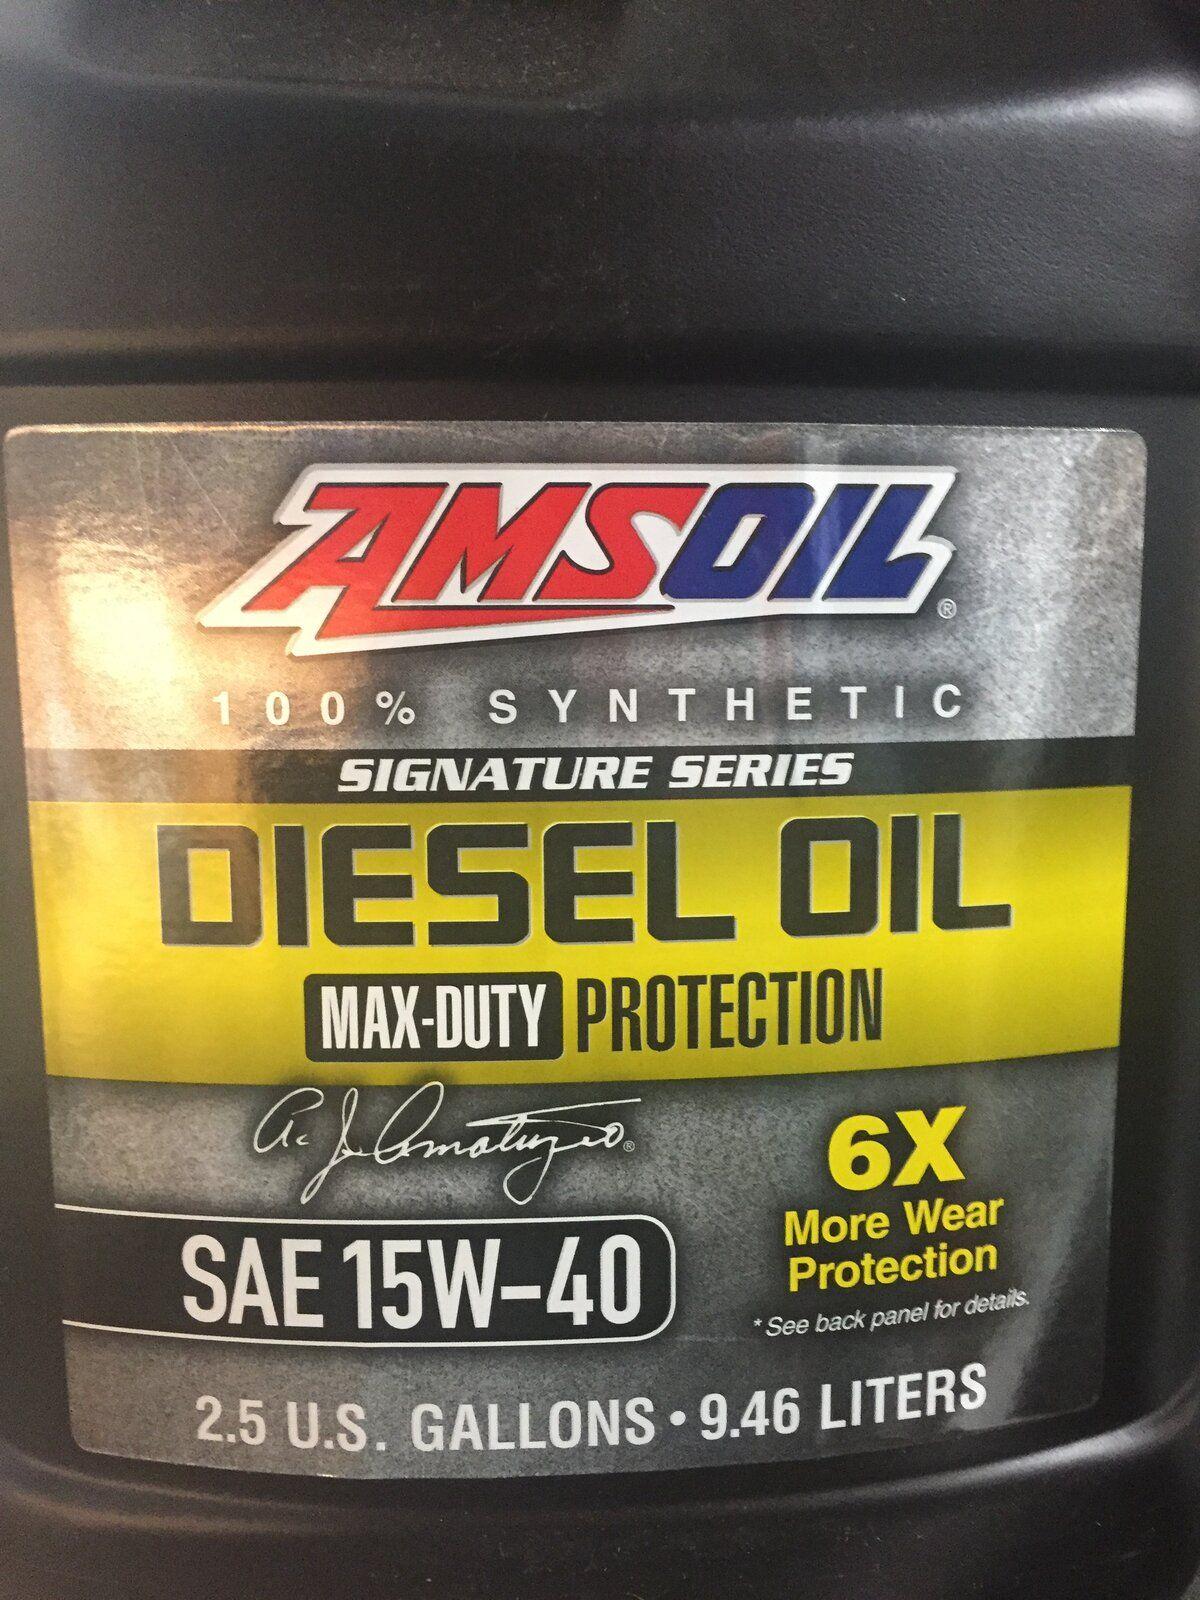 AMSOIL®
100% SYNTHETIC
SIGNATURE SERIES
DIESEL OIL
MAX-DUTY PROTECTION
A. J. Amatuzio®
6X
More Wear
Protection
* See back panel for details.
SAE 15W-40
2.5 U.S. GALLONS • 9.46 LITERS